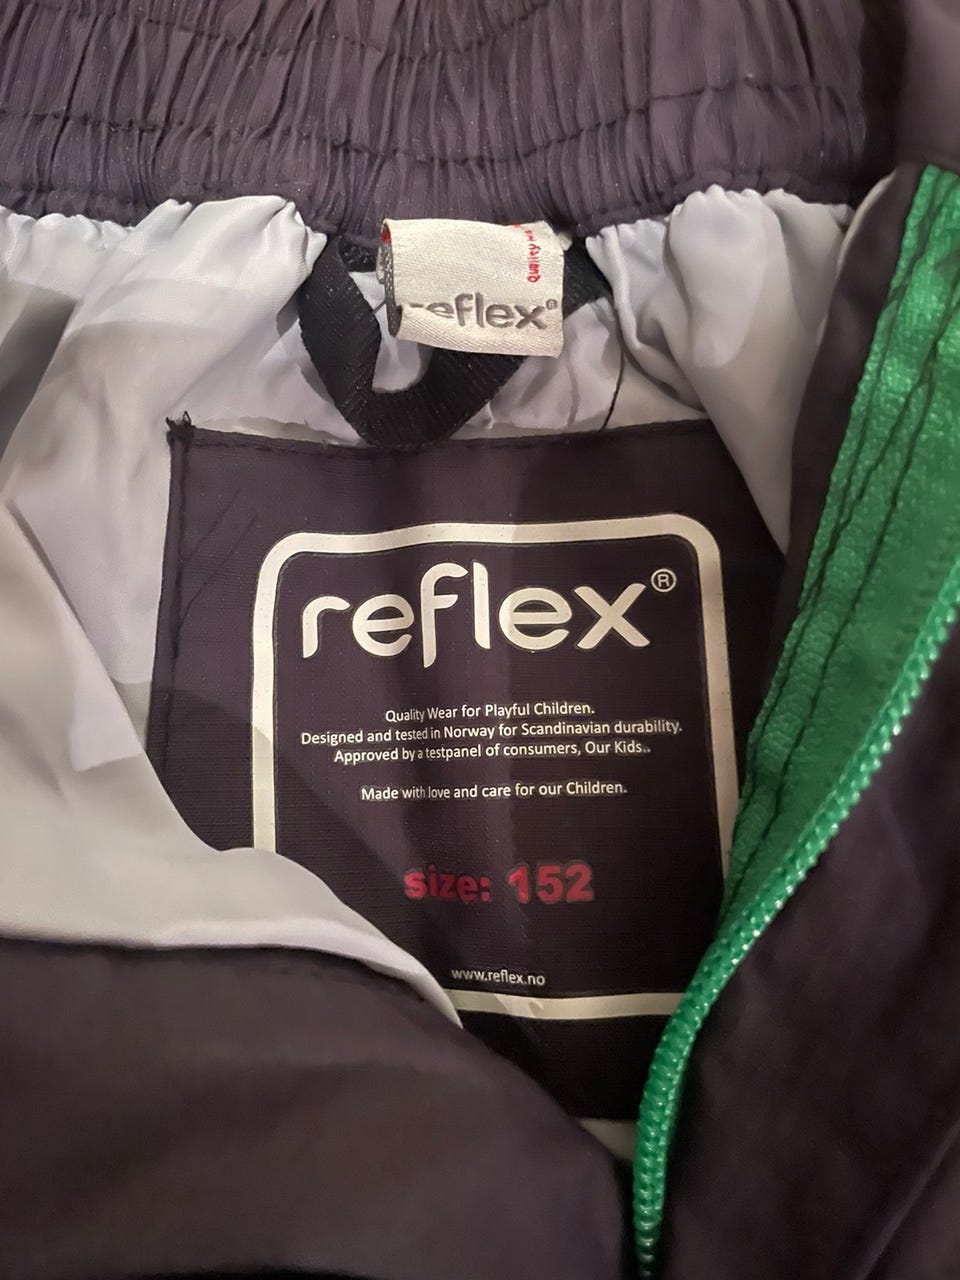 Quality
reflex®
reflex®
Quality Wear for Playful Children.
Designed and tested in Norway for Scandinavian durability.
Approved by a testpanel of consumers, Our Kids..
Made with love and care for our Children.
size: 152
www.reflex.no